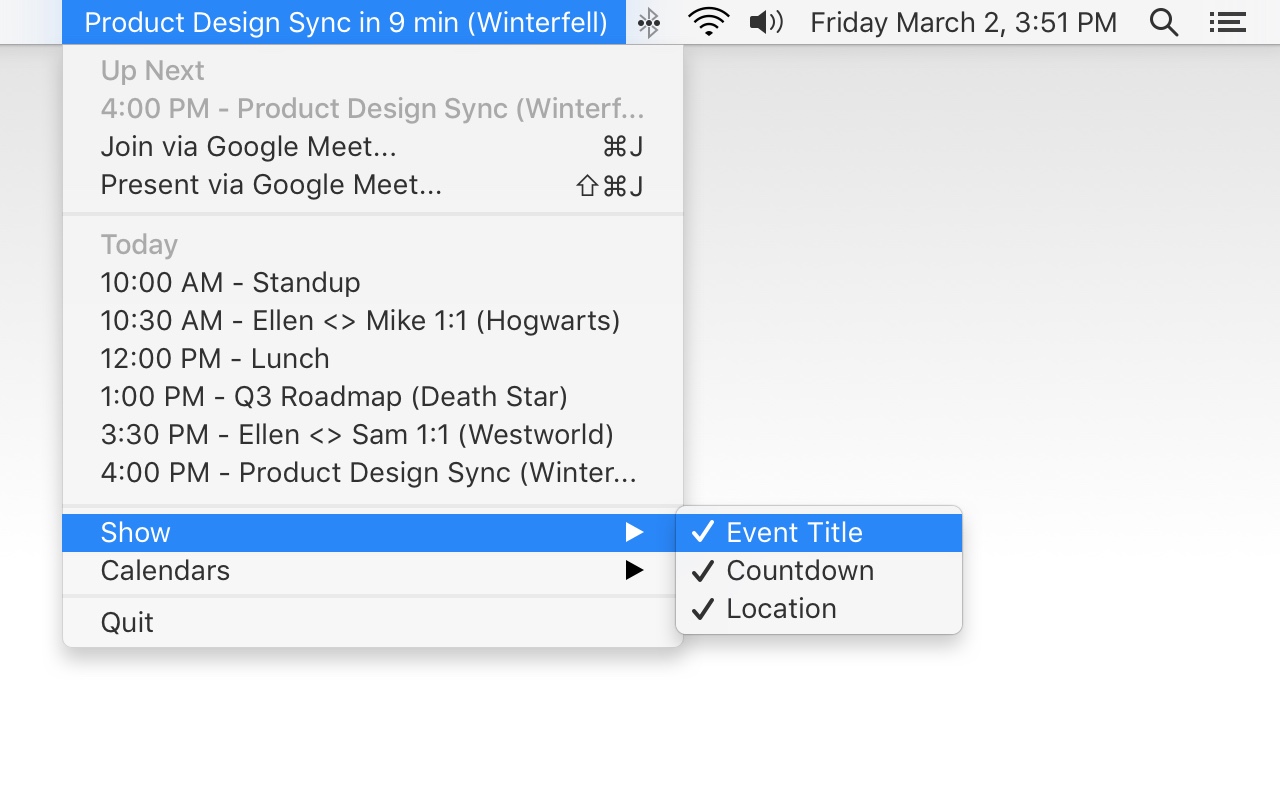 Product Design Sync in 9 min (Winterfell) Friday March 2, 3:51 PM
Up Next
4:00 PM - Product Design Sync (Winterf...
Join via Google Meet... ⌘J
Present via Google Meet... ⇧⌘J
Today
10:00 AM - Standup
10:30 AM - Ellen <> Mike 1:1 (Hogwarts)
12:00 PM - Lunch
1:00 PM - Q3 Roadmap (Death Star)
3:30 PM - Ellen <> Sam 1:1 (Westworld)
4:00 PM - Product Design Sync (Winter...
Show
Calendars
Quit
✓ Event Title
✓ Countdown
✓ Location